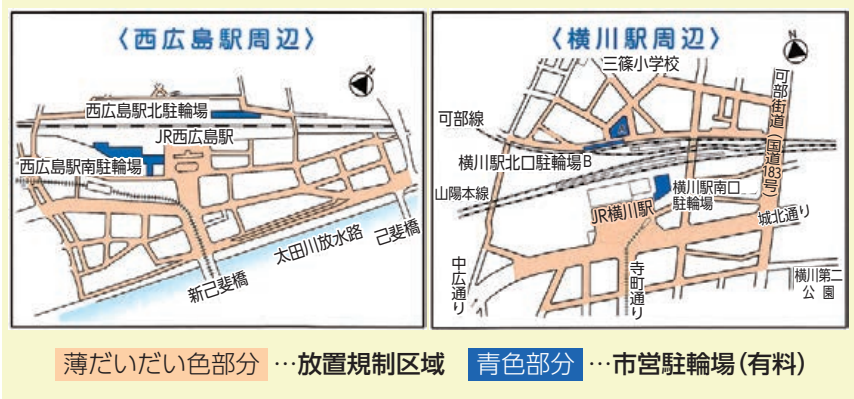 〈西広島駅周辺〉
N
西広島駅北駐輪場
JR西広島駅
西広島駅南駐輪場
太田川放水路
己斐橋
新己斐橋
〈横川駅周辺〉
N
三篠小学校
可部街道(国道183号)
可部線
A
横川駅北口駐輪場B
山陽本線
横川駅南口
駐輪場
JR横川駅
城北通り
中広通り
寺町通り
横川第二
公園
薄だいだい色部分…放置規制区域 青色部分…市営駐輪場(有料)